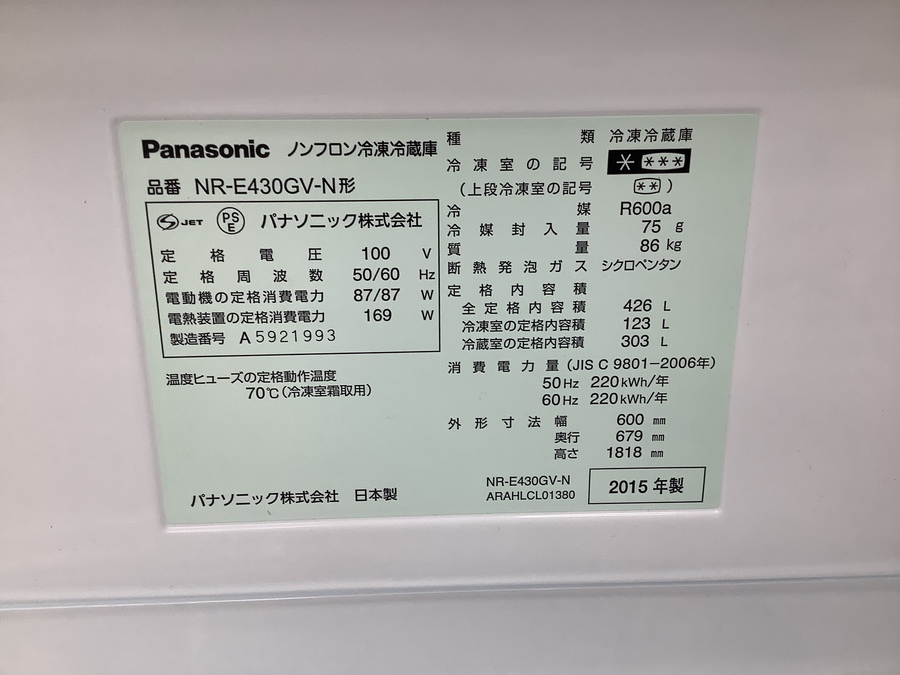 Panasonic ノンフロン冷凍冷蔵庫
品番 NR-E430GV-N形
S JET PSE パナソニック株式会社
定格電圧 100 V
定格周波数 50/60 Hz
電動機の定格消費電力 87/87 W
電熱装置の定格消費電力 169 W
製造番号 A 5921993
温度ヒューズの定格動作温度
70℃(冷凍室霜取用)
パナソニック株式会社 日本製
種類 冷凍冷蔵庫
冷凍室の記号 * ***
(上段冷凍室の記号 ** )
冷媒 R600a
冷媒封入量 75 g
質量 86 kg
断熱発泡ガス シクロペンタン
定格内容積
全定格内容積 426 L
冷凍室の定格内容積 123 L
冷蔵室の定格内容積 303 L
消費電力量(JIS C 9801-2006年)
50Hz 220kWh/年
60Hz 220kWh/年
外形寸法 幅 600 mm
奥行 679 mm
高さ 1818 mm
NR-E430GV-N
ARAHLCL01380
2015年製